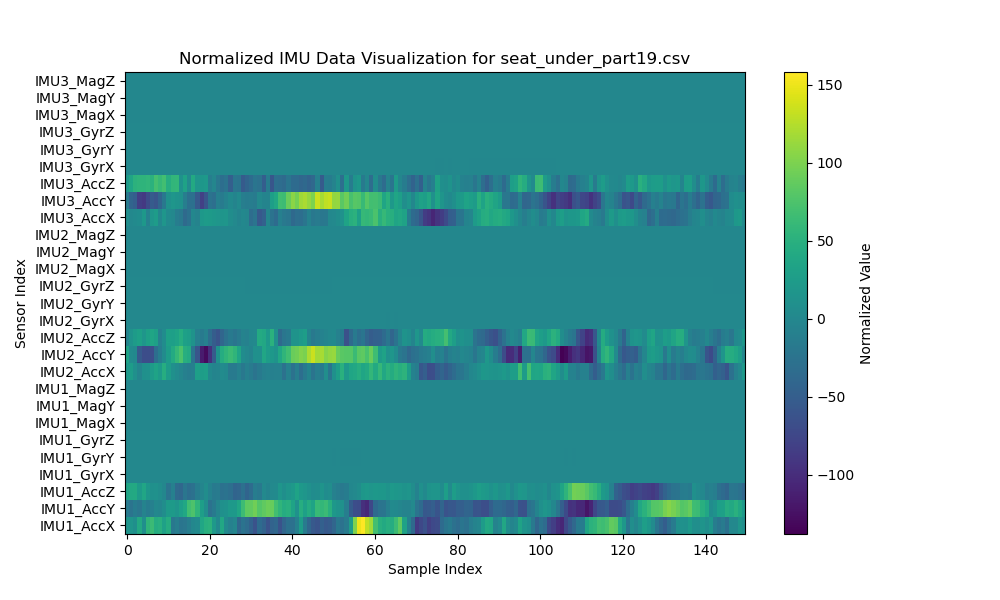 Normalized IMU Data Visualization for seat_under_part19.csv
IMU3_MagZ
IMU3_MagY
IMU3_MagX
IMU3_GyrZ
IMU3_GyrY
IMU3_GyrX
IMU3_AccZ
IMU3_AccY
IMU3_AccX
IMU2_MagZ
IMU2_MagY
IMU2_MagX
IMU2_GyrZ
IMU2_GyrY
IMU2_GyrX
IMU2_AccZ
IMU2_AccY
IMU2_AccX
IMU1_MagZ
IMU1_MagY
IMU1_MagX
IMU1_GyrZ
IMU1_GyrY
IMU1_GyrX
IMU1_AccZ
IMU1_AccY
IMU1_AccX
Sensor Index
0 20 40 60 80 100 120 140
Sample Index
150
100
50
0
−50
−100
Normalized Value